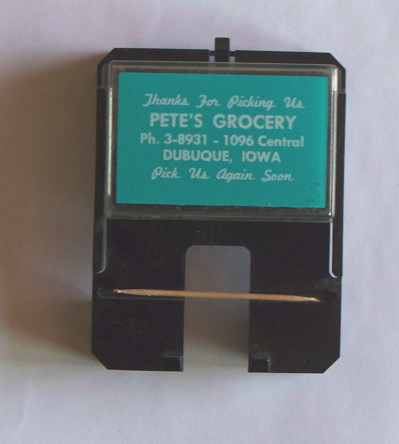 Thanks For Picking Us
PETE'S GROCERY
Ph. 3-8931 - 1096 Central
DUBUQUE, IOWA
Pick Us Again Soon